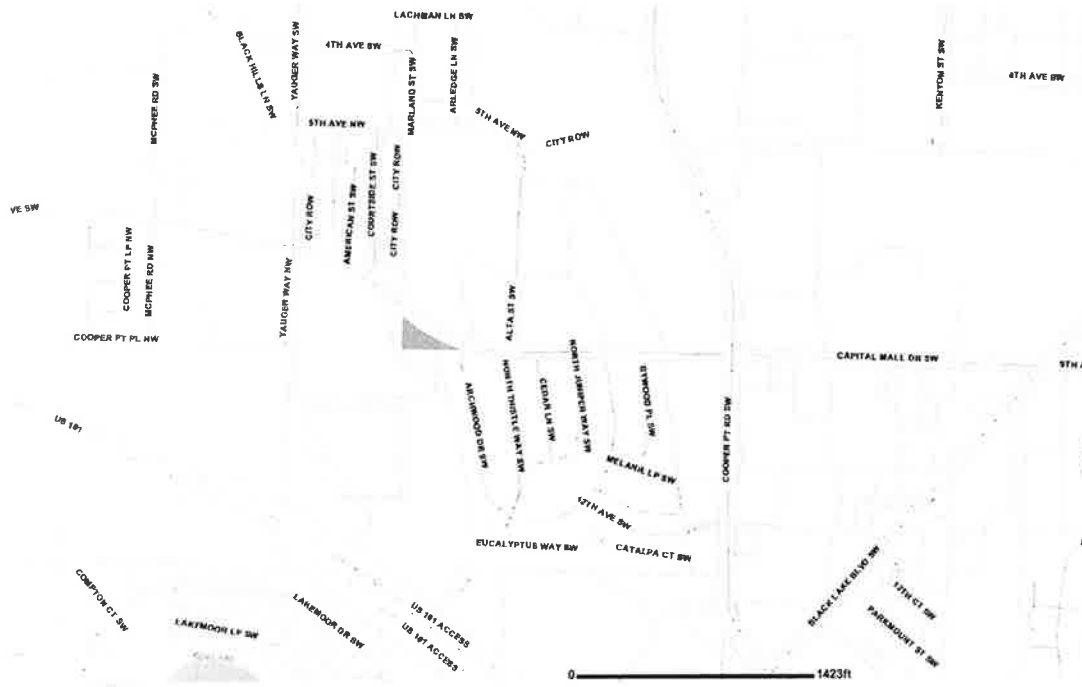 LACHMAN LN SW
4TH AVE SW
BLACK HILLS LN SW
YAUGER WAY SW
MCPHEE RD SW
MARLAND ST SW
ARLEDGE LN SW
KENYON ST SW
4TH AVE SW
5TH AVE NW
5TH AVE NW
CITY ROW
CITY ROW
COURTSIDE ST SW
AMERICAN ST SW
CITY ROW
CITY ROW
VE SW
COOPER PT LP NW
MCPHEE RD NW
YAUGER WAY NW
ALTA ST SW
COOPER PT PL NW
CAPITAL MALL DR SW
ARCHWOOD DR SW
NORTH THISTLE WAY SW
CEDAR LN SW
NORTH JUNIPER WAY SW
COOPER PT RD SW
US 101
MELANIE LP SW
12TH AVE SW
EUCALYPTUS WAY SW
CATALPA CT SW
BLACK LAKE BLVD SW
12TH CT SW
PARKMOUNT ST SW
COMPTON CT SW
LAKEMOOR LP SW
LAKEMOOR DR SW
US 101 ACCESS
US 101 ACCESS
0 1423ft